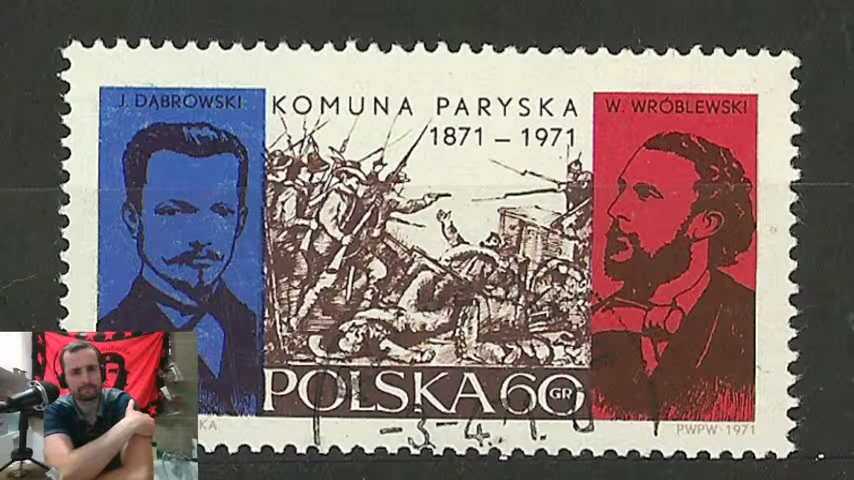 J. DĄBROWSKI
KOMUNA PARYSKA
1871 – 1971
W. WRÓBLEWSKI
POLSKA 60 GR
PWPW · 1971